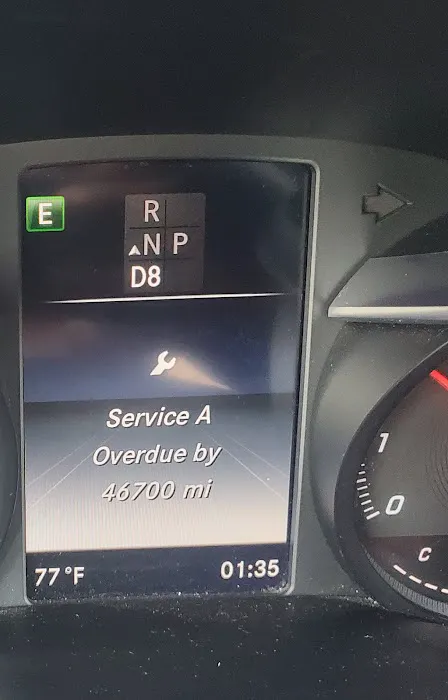 E
R
N P
D8
Service A
Overdue by
46700 mi
77°F 01:35
1
0
C